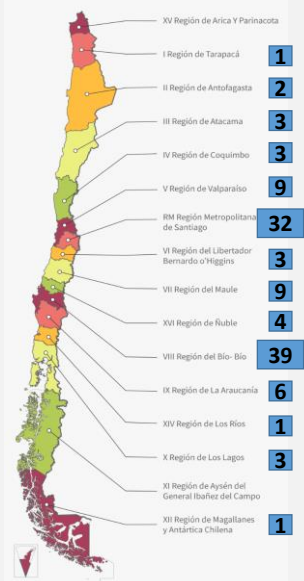 XV Región de Arica Y Parinacota
I Región de Tarapacá 1
II Región de Antofagasta 2
III Región de Atacama 3
IV Región de Coquimbo 3
V Región de Valparaíso 9
RM Región Metropolitana
de Santiago 32
VI Región del Libertador
Bernardo o'Higgins 3
VII Región del Maule 9
XVI Región de Ñuble 4
VIII Región del Bío- Bío 39
IX Región de La Araucanía 6
XIV Región de Los Ríos 1
X Región de Los Lagos 3
XI Región de Aysén del
General Ibañez del Campo
XII Región de Magallanes
y Antártica Chilena 1